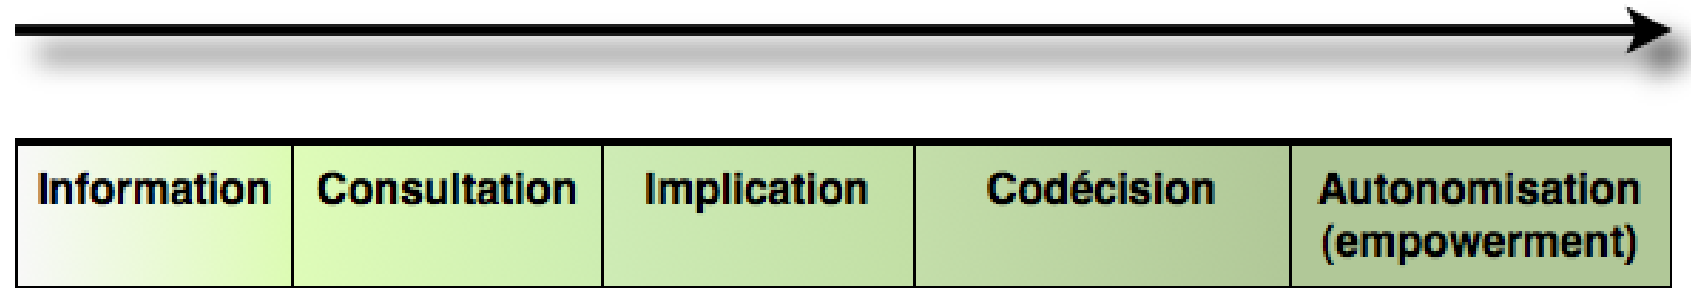 Information
Consultation
Implication
Codécision
Autonomisation
(empowerment)